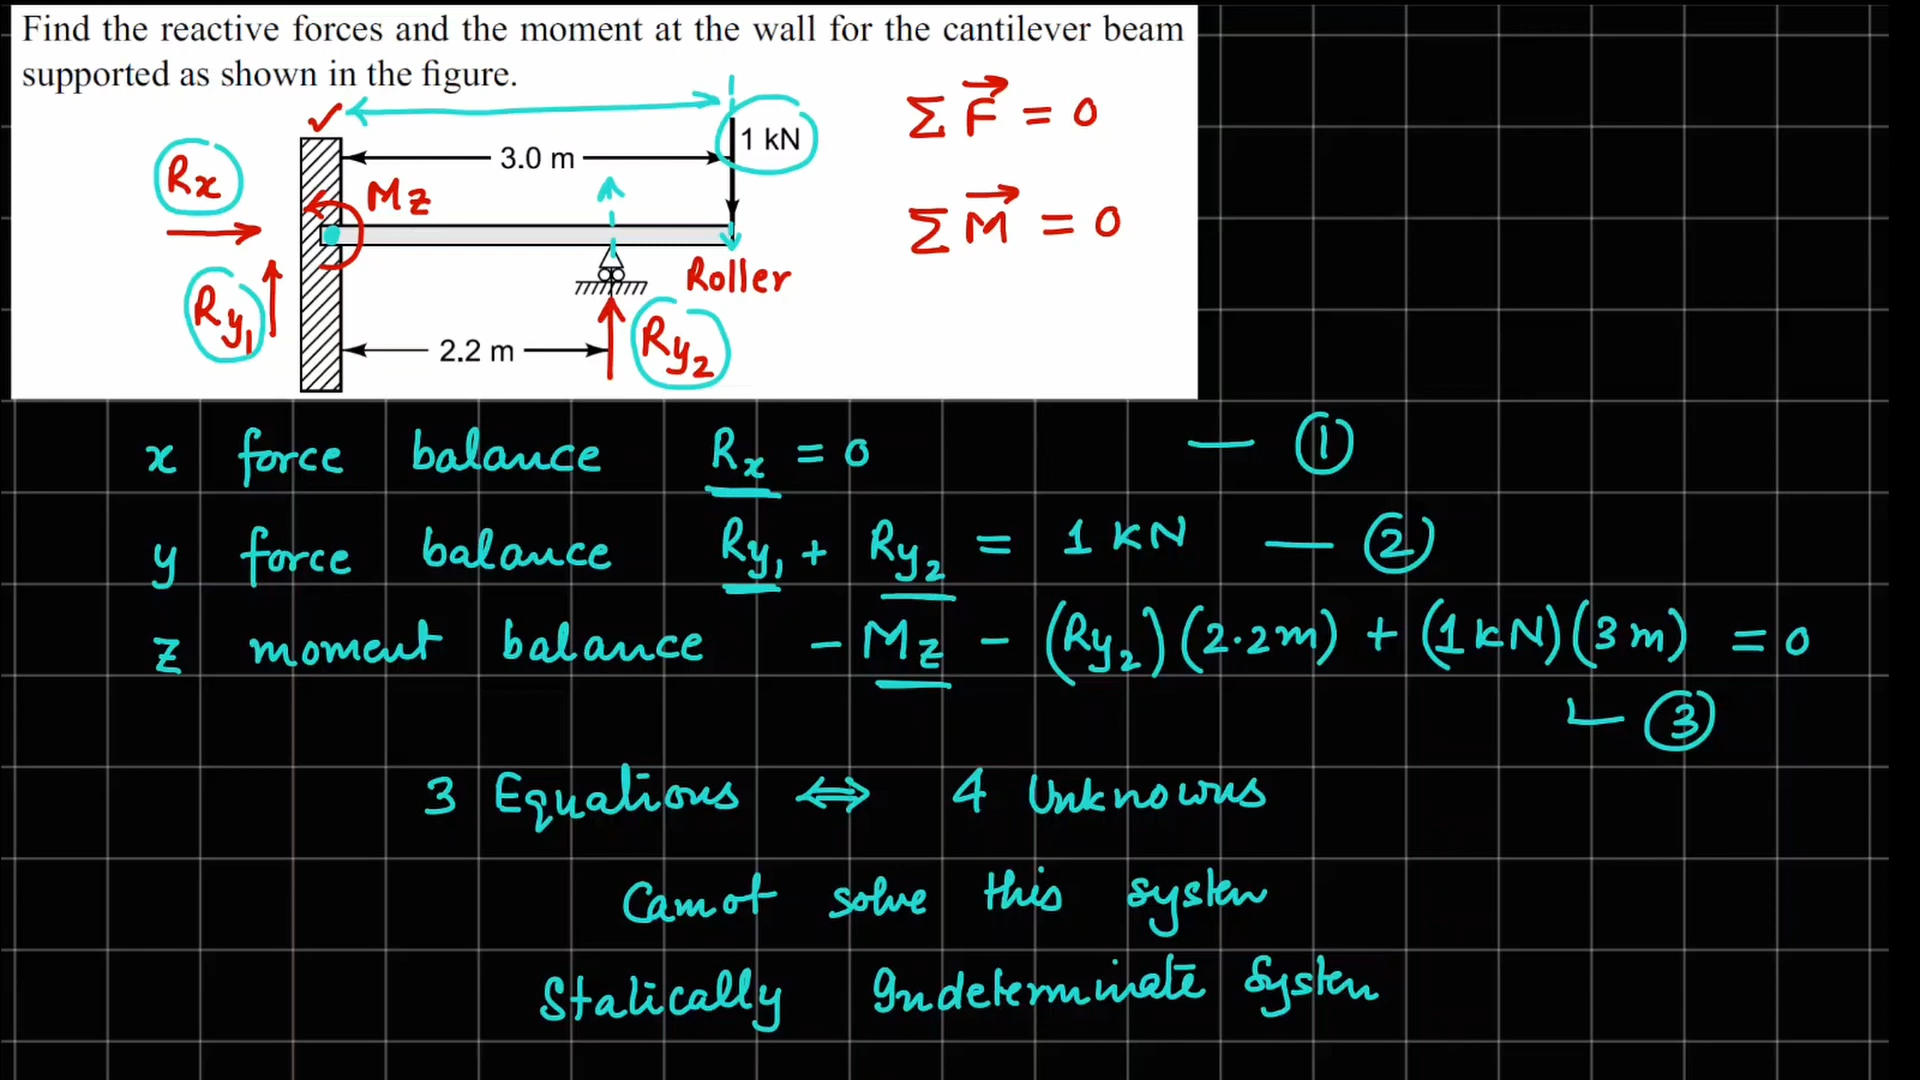 Find the reactive forces and the moment at the wall for the cantilever beam
supported as shown in the figure.
Σ F⃗ = 0
1 kN
3.0 m
Rx
Mz
Σ M⃗ = 0
Roller
Ry₁
2.2 m
Ry₂
x force balance Rx = 0 — ①
y force balance Ry₁ + Ry₂ = 1 KN — ②
z moment balance - Mz - (Ry₂)(2.2m) + (1kN)(3m) = 0
③
3 Equations ⇔ 4 Unknowns
Cannot solve this system
Statically Indeterminate System